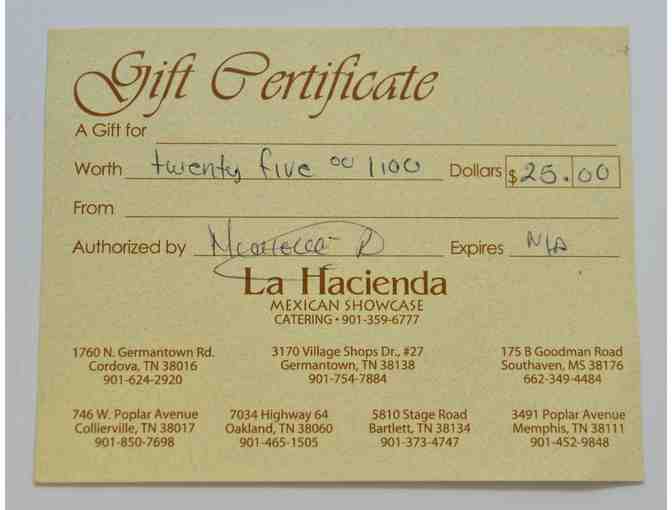 Gift Certificate
A Gift for
Worth twenty five 00/100 Dollars $25.00
From
Authorized by Expires N/A
La Hacienda
MEXICAN SHOWCASE
CATERING • 901-359-6777
1760 N. Germantown Rd. 3170 Village Shops Dr., #27 175 B Goodman Road
Cordova, TN 38016 Germantown, TN 38138 Southaven, MS 38176
901-624-2920 901-754-7884 662-349-4484
746 W. Poplar Avenue 7034 Highway 64 5810 Stage Road 3491 Poplar Avenue
Collierville, TN 38017 Oakland, TN 38060 Bartlett, TN 38134 Memphis, TN 38111
901-850-7698 901-465-1505 901-373-4747 901-452-9848